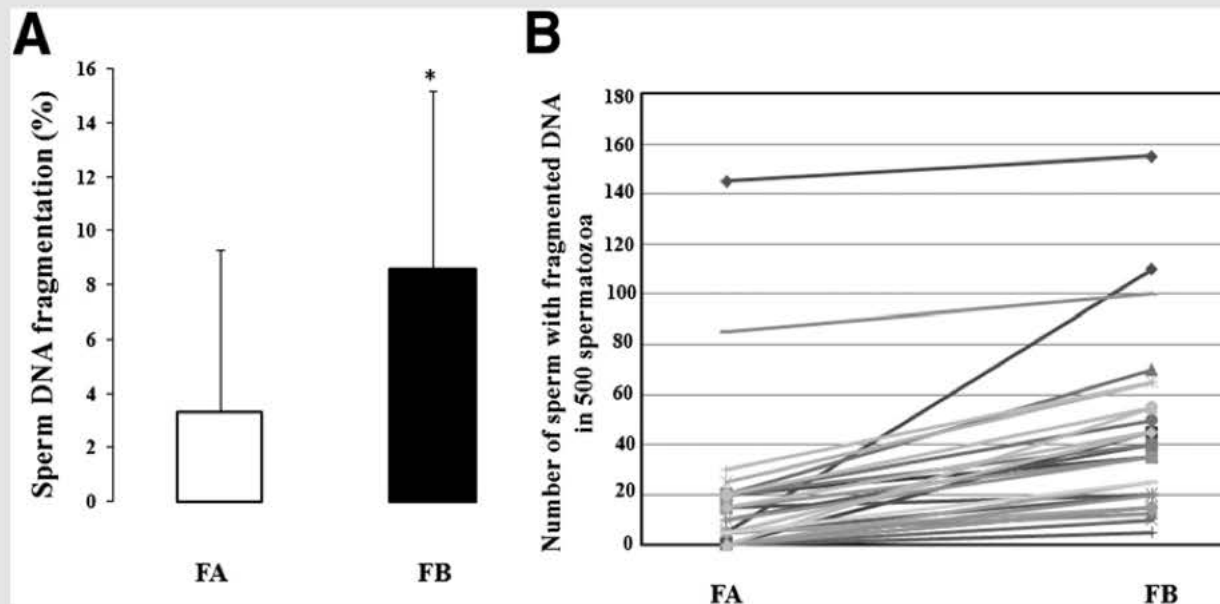 A
Sperm DNA fragmentation (%)
16
14
12
10
8
6
4
2
0
*
FA
FB
B
Number of sperm with fragmented DNA
in 500 spermatozoa
180
160
140
120
100
80
60
40
20
0
FA
FB